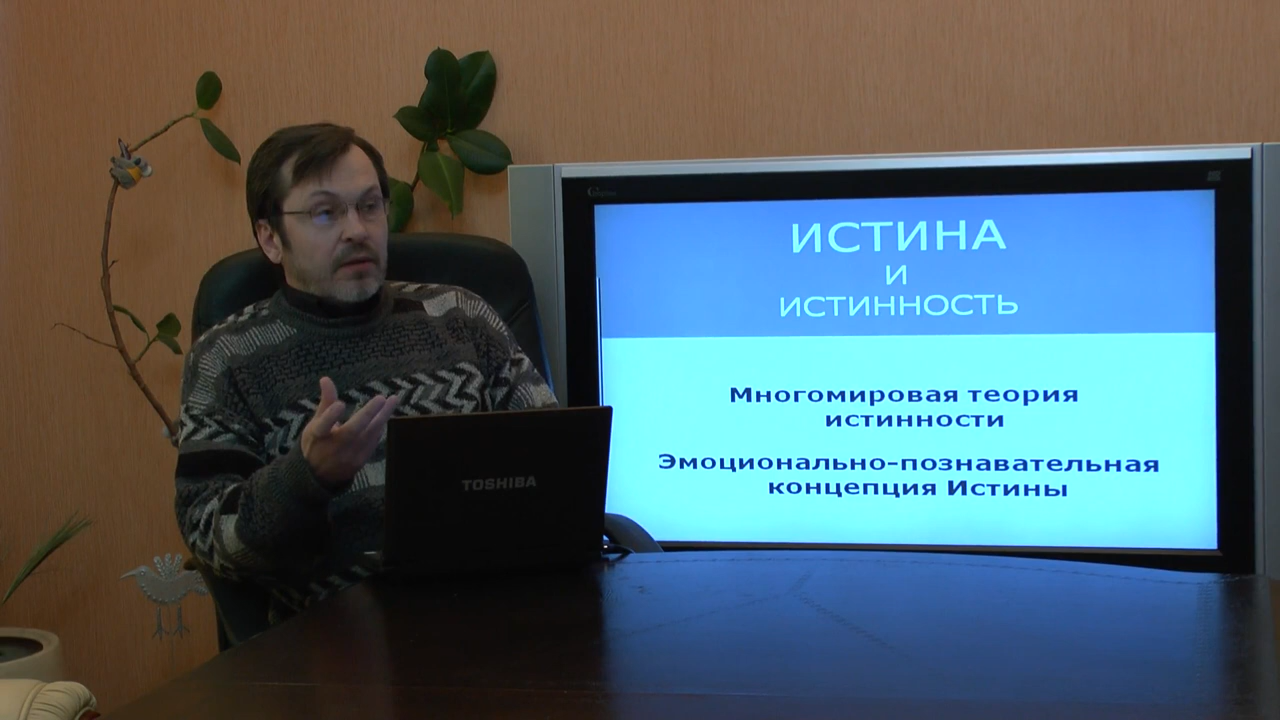 ИСТИНА
И
ИСТИННОСТЬ
Многомировая теория
истинности
Эмоционально-познавательная
концепция Истины
TOSHIBA